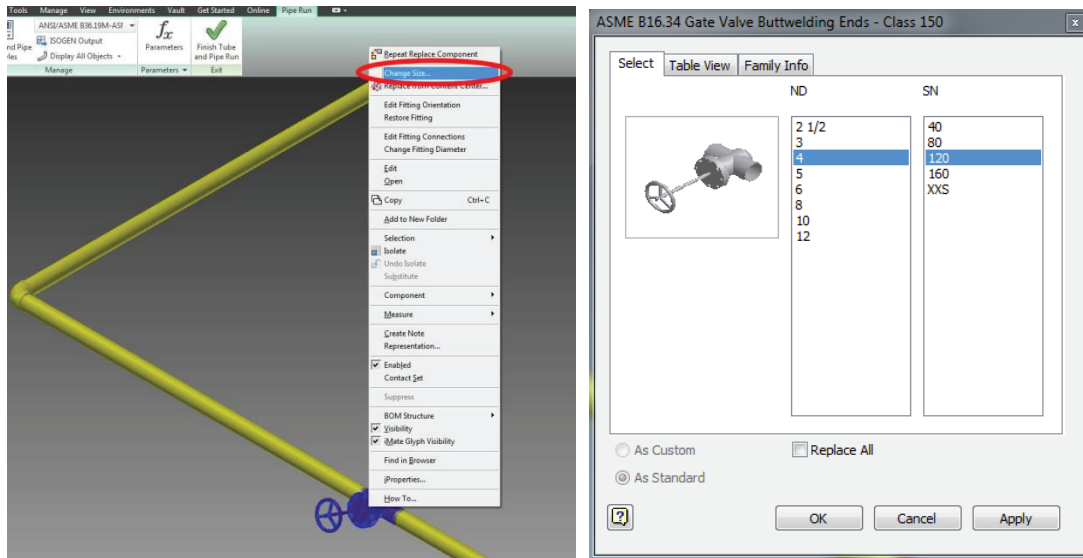 Tools Manage View Environments Vault Get Started Online Pipe Run
ANSI/ASME B36.19M-ASI
ISOGEN Output
Display All Objects
Manage
Parameters
Parameters
Finish Tube
and Pipe Run
Exit
Repeat Replace Component
Change Size...
Replace from Content Center...
Edit Fitting Orientation
Restore Fitting
Edit Fitting Connections
Change Fitting Diameter
Edit
Open
Copy Ctrl+C
Add to New Folder
Selection
Isolate
Undo Isolate
Substitute
Component
Measure
Create Note
Representation...
Enabled
Contact Set
Suppress
BOM Structure
Visibility
iMate Glyph Visibility
Find in Browser
iProperties...
How To...
ASME B16.34 Gate Valve Buttwelding Ends - Class 150
Select Table View Family Info
ND SN
2 1/2
3
4
5
6
8
10
12
40
80
120
160
XXS
As Custom
Replace All
As Standard
OK Cancel Apply